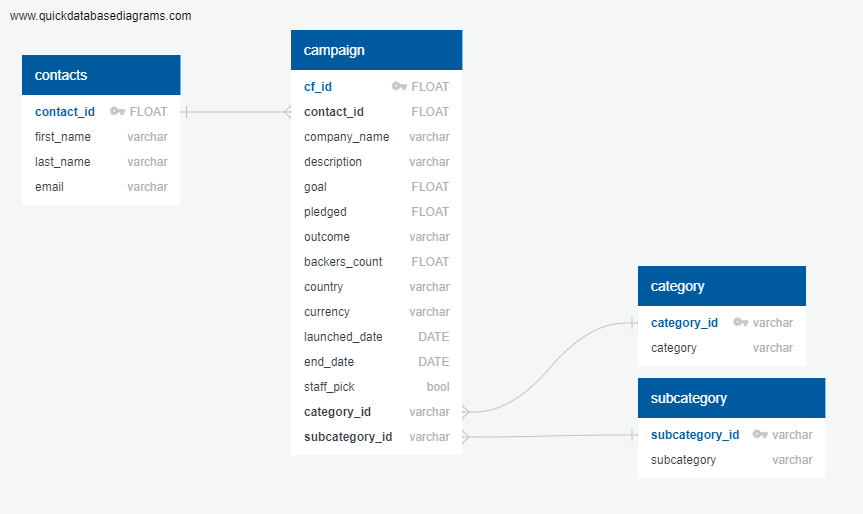 www.quickdatabasediagrams.com
contacts
contact_id FLOAT
first_name varchar
last_name varchar
email varchar
campaign
cf_id FLOAT
contact_id FLOAT
company_name varchar
description varchar
goal FLOAT
pledged FLOAT
outcome varchar
backers_count FLOAT
country varchar
currency varchar
launched_date DATE
end_date DATE
staff_pick bool
category_id varchar
subcategory_id varchar
category
category_id varchar
category varchar
subcategory
subcategory_id varchar
subcategory varchar